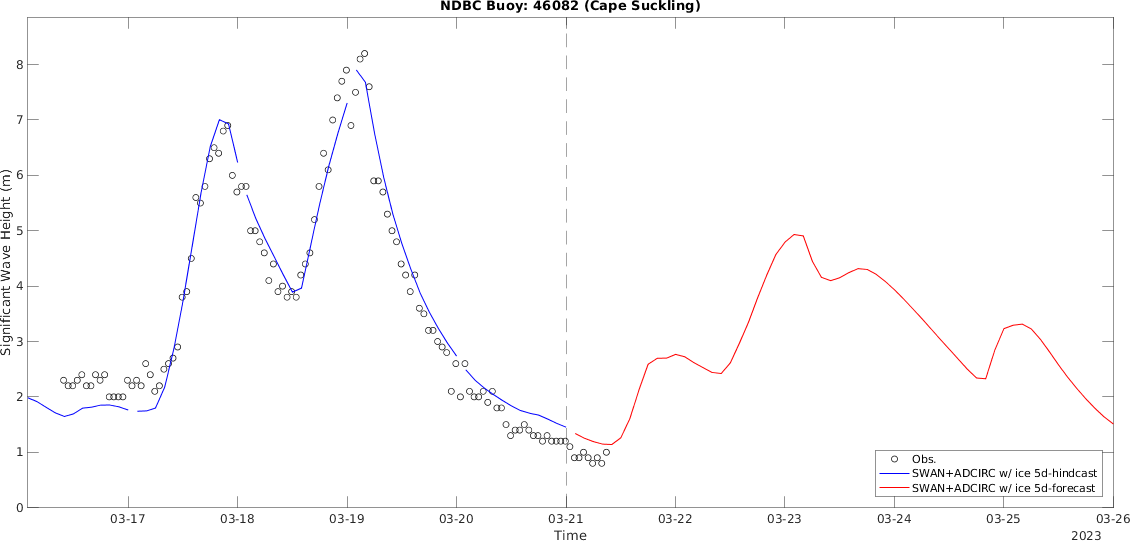 NDBC Buoy: 46082 (Cape Suckling)
Significant Wave Height (m)
8
7
6
5
4
3
2
1
0
Obs.
SWAN+ADCIRC w/ ice 5d-hindcast
SWAN+ADCIRC w/ ice 5d-forecast
03-17 03-18 03-19 03-20 03-21 03-22 03-23 03-24 03-25 03-26
Time
2023